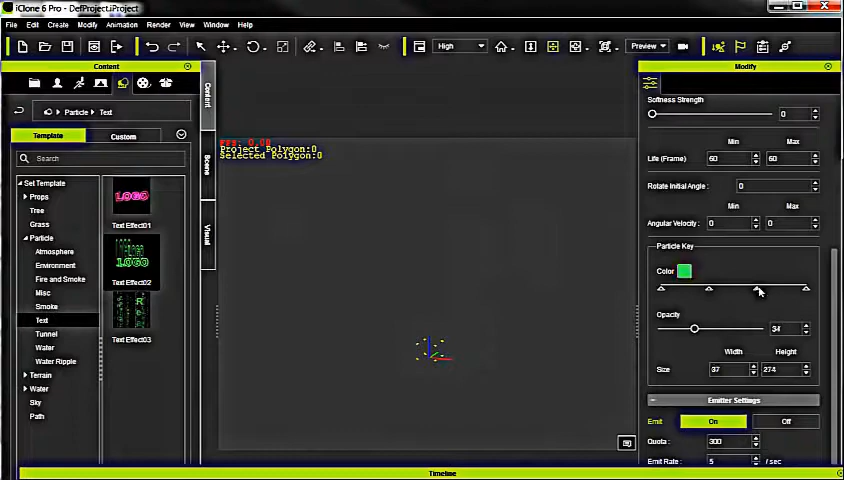 iClone 6 Pro - DefProject.iProject
File Edit Create Modify Animation Render View Window Help
High
Preview
Content
Modify
Particle Text
Template
Custom
Search
Set Template
Props
Tree
Grass
Particle
Atmosphere
Environment
Fire and Smoke
Misc
Smoke
Text
Tunnel
Water
Water Ripple
Terrain
Water
Sky
Path
LOGO
Text Effect01
LOGO
Text Effect02
Text Effect03
Content
Scene
Visual
Project Polygon:0
Selected Polygon:0
Softness Strength
0
Min Max
Life (Frame) 60 60
Rotate Initial Angle : 0
Min Max
Angular Velocity : 0 0
Particle Key
Color
Opacity
34
Width Height
Size 37 274
Emitter Settings
Emit On Off
Quota : 300
Emit Rate : 5 / sec
Timeline